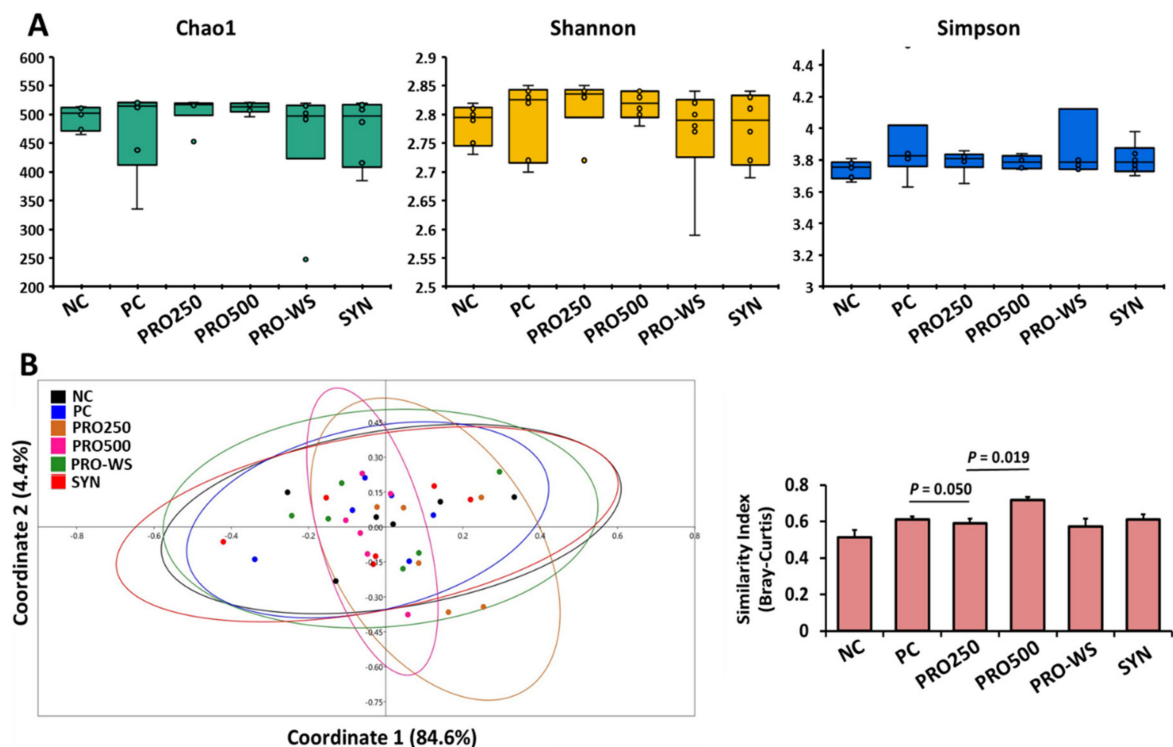 A
Chao1
Shannon
Simpson
600
550
500
450
400
350
300
250
200
NC
PC
PRO250
PRO500
PRO-WS
SYN
2.9
2.85
2.8
2.75
2.7
2.65
2.6
2.55
2.5
NC
PC
PRO250
PRO500
PRO-WS
SYN
4.4
4.2
4
3.8
3.6
3.4
3.2
3
NC
PC
PRO250
PRO500
PRO-WS
SYN
B
NC
PC
PRO250
PRO500
PRO-WS
SYN
Coordinate 2 (4.4%)
0.45
0.30
0.15
0.00
-0.15
-0.30
-0.45
-0.60
-0.75
-0.8
-0.6
-0.4
-0.2
0.0
0.2
0.4
0.6
0.8
Coordinate 1 (84.6%)
Similarity Index
(Bray-Curtis)
0.8
0.6
0.4
0.2
0
P = 0.019
P = 0.050
NC
PC
PRO250
PRO500
PRO-WS
SYN